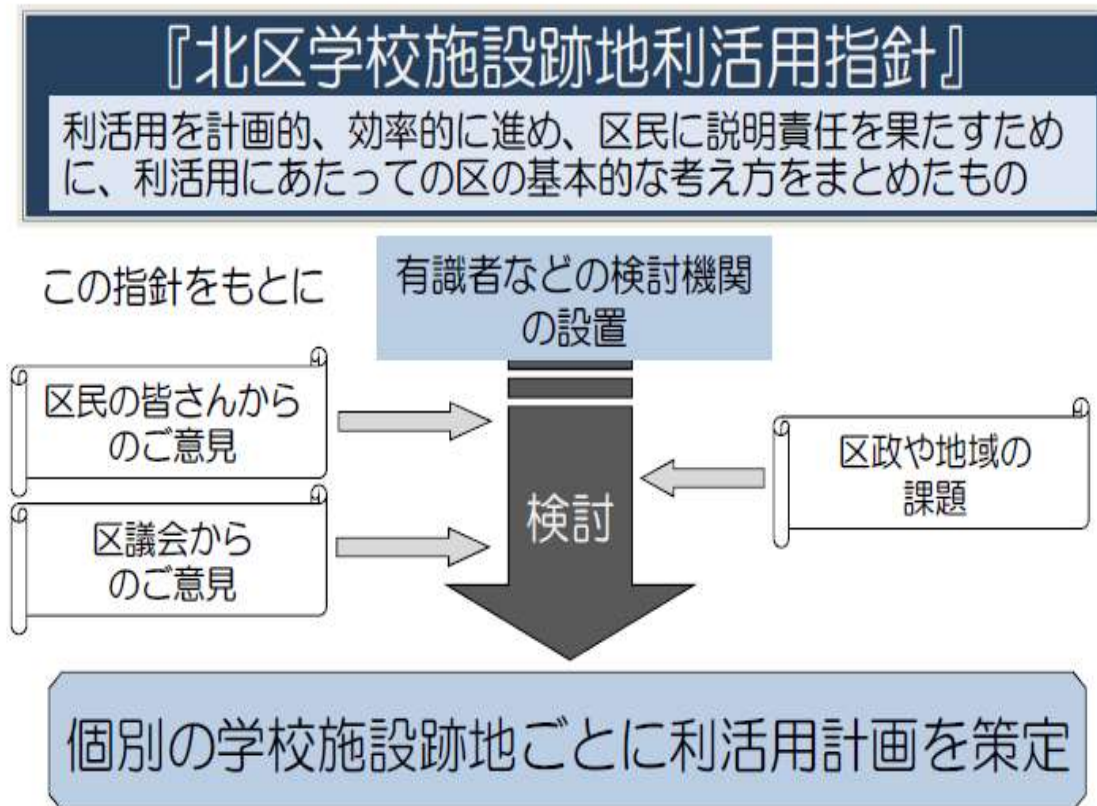 『北区学校施設跡地利活用指針』
利活用を計画的、効率的に進め、区民に説明責任を果たすため
に、利活用にあたっての区の基本的な考え方をまとめたもの
この指針をもとに
有識者などの検討機関
の設置
区民の皆さんから
のご意見
区議会から
のご意見
検討
区政や地域の
課題
個別の学校施設跡地ごとに利活用計画を策定